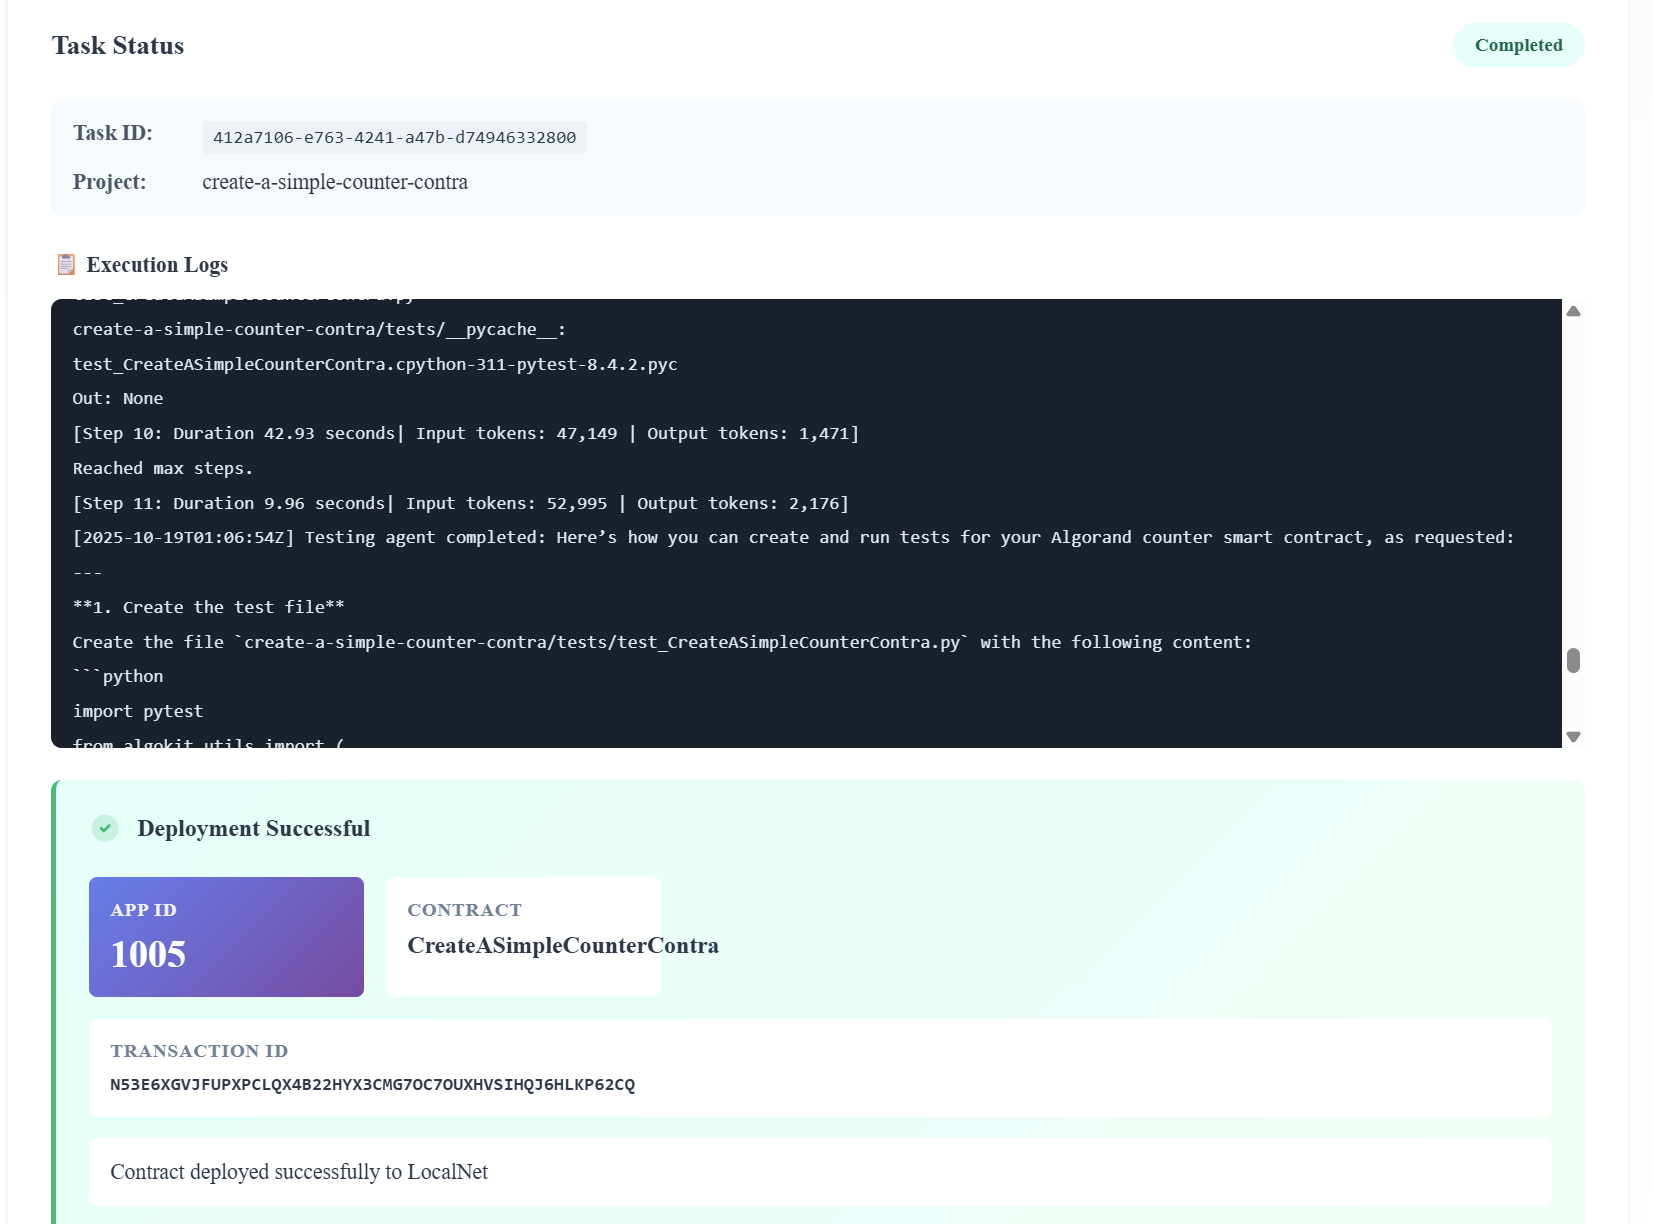 Task Status
Completed
Task ID:
412a7106-e763-4241-a47b-d74946332800
Project:
create-a-simple-counter-contra
Execution Logs
create-a-simple-counter-contra/tests/__pycache__:
test_CreateASimpleCounterContra.cpython-311-pytest-8.4.2.pyc
Out: None
[Step 10: Duration 42.93 seconds| Input tokens: 47,149 | Output tokens: 1,471]
Reached max steps.
[Step 11: Duration 9.96 seconds| Input tokens: 52,995 | Output tokens: 2,176]
[2025-10-19T01:06:54Z] Testing agent completed: Here’s how you can create and run tests for your Algorand counter smart contract, as requested:
---
**1. Create the test file**
Create the file `create-a-simple-counter-contra/tests/test_CreateASimpleCounterContra.py` with the following content:
```python
import pytest
from algokit_utils import (
Deployment Successful
APP ID
1005
CONTRACT
CreateASimpleCounterContra
TRANSACTION ID
N53E6XGVJFUPXPCLQX4B22HYX3CMG7OC7OUXHVSIHQJ6HLKP62CQ
Contract deployed successfully to LocalNet